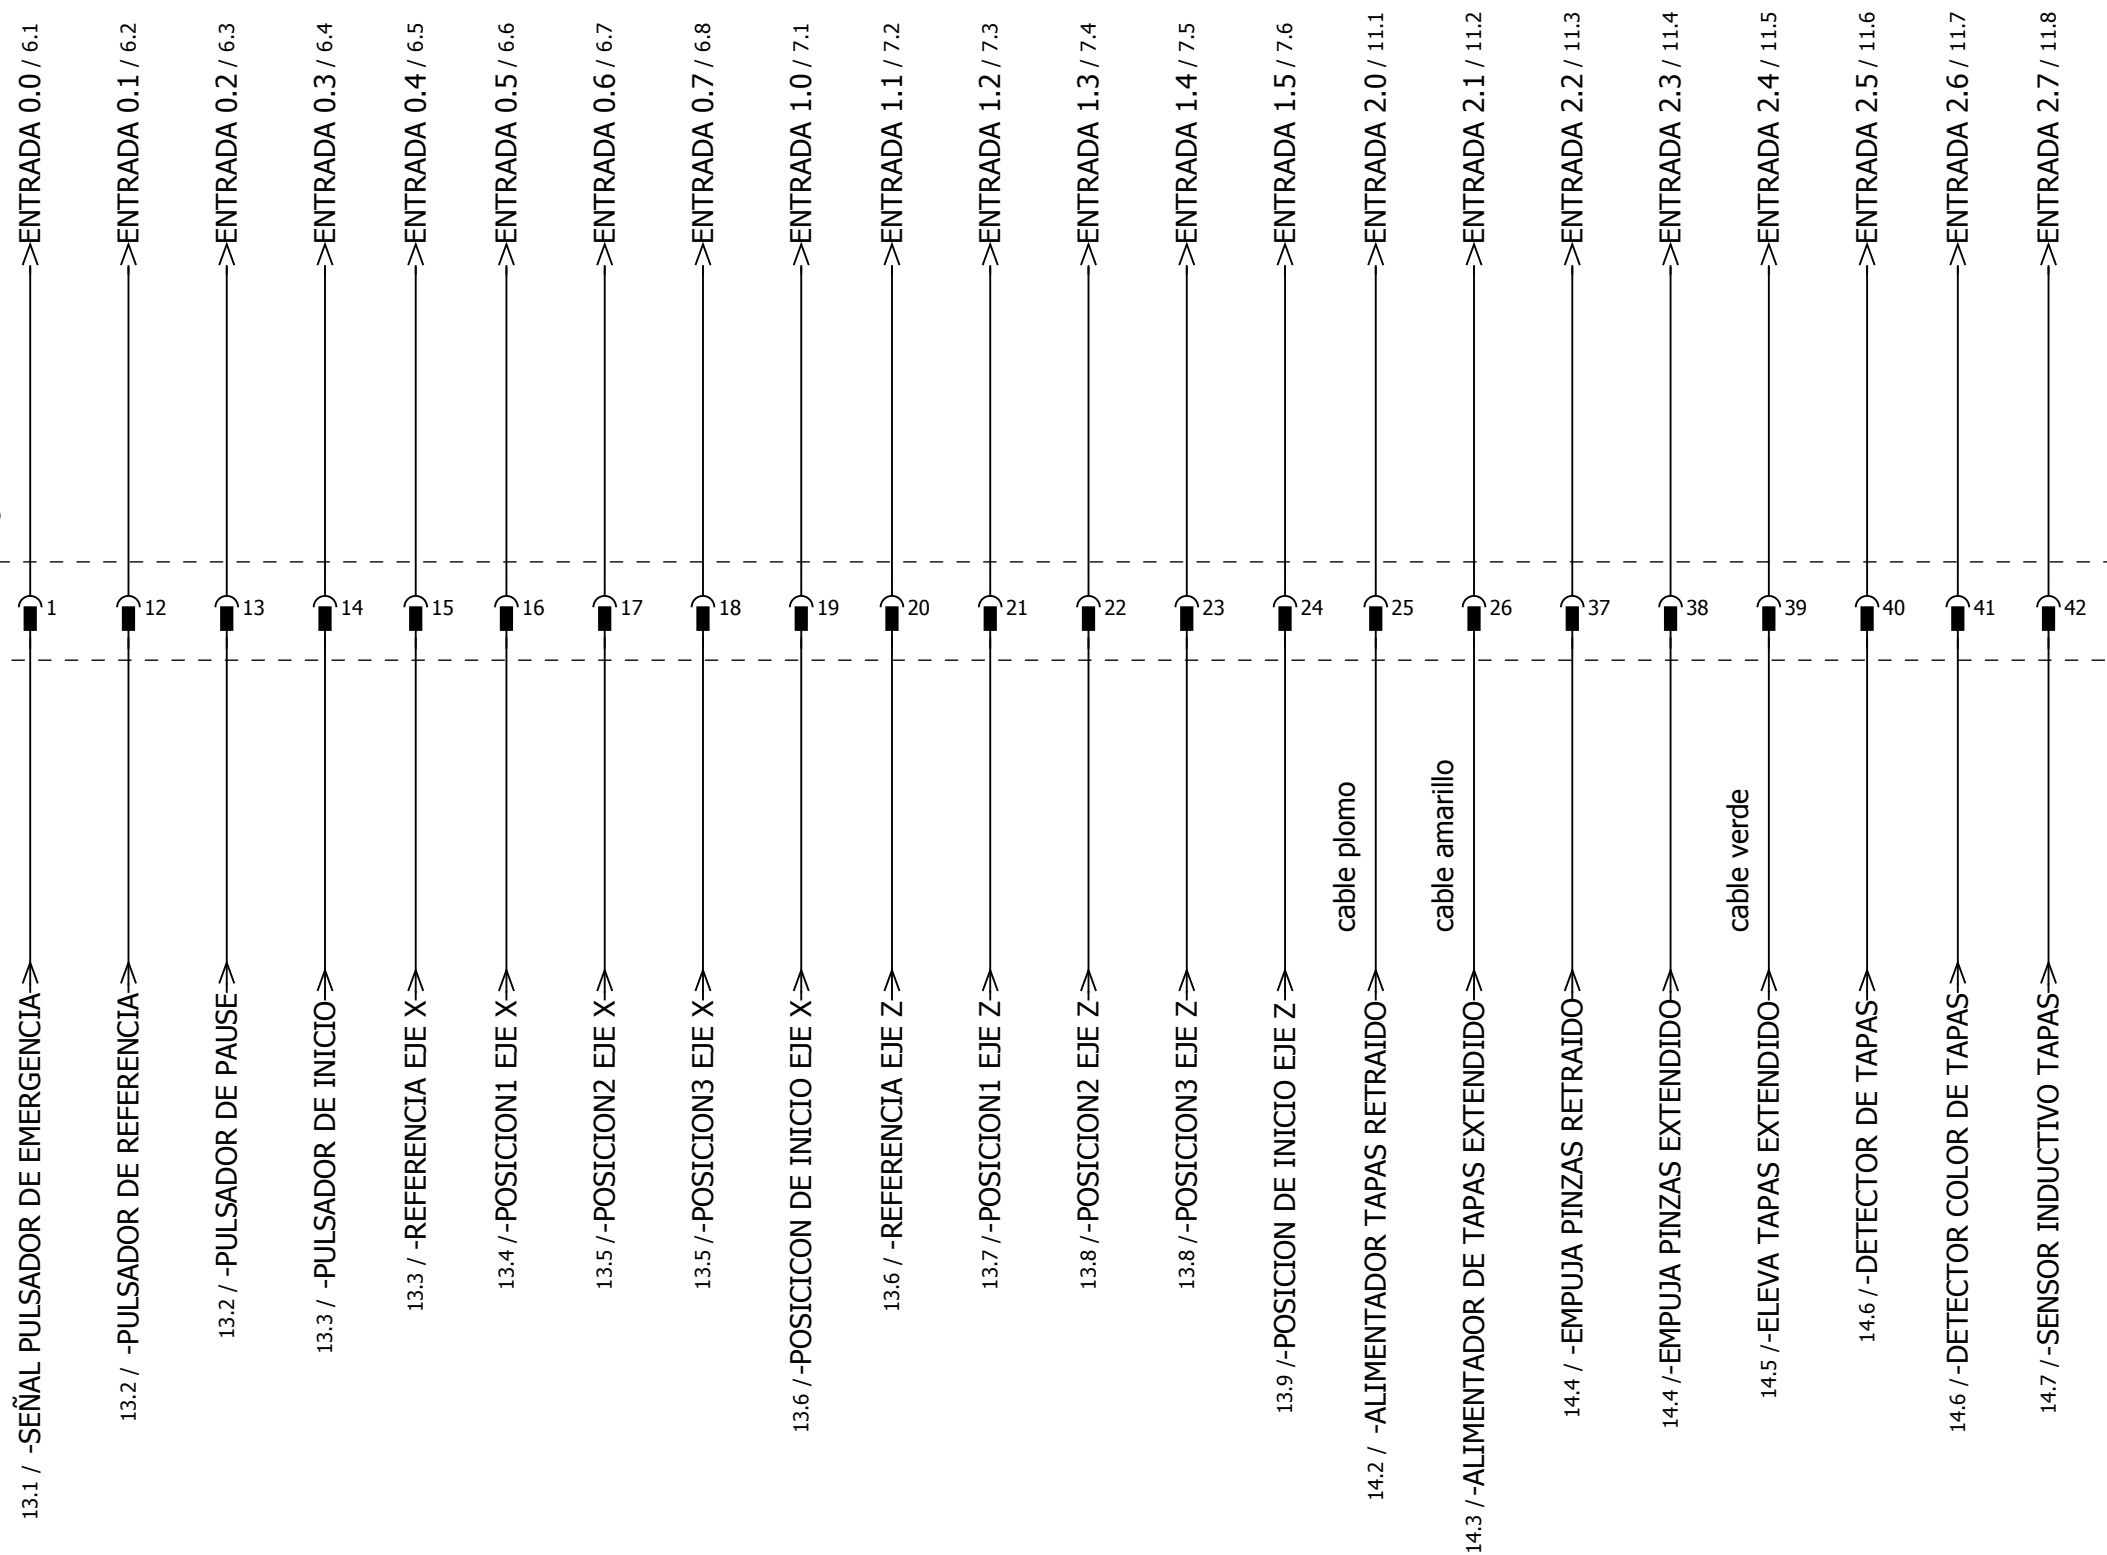 ENTRADA 0.0 / 6.1
ENTRADA 0.1 / 6.2
ENTRADA 0.2 / 6.3
ENTRADA 0.3 / 6.4
ENTRADA 0.4 / 6.5
ENTRADA 0.5 / 6.6
ENTRADA 0.6 / 6.7
ENTRADA 0.7 / 6.8
ENTRADA 1.0 / 7.1
ENTRADA 1.1 / 7.2
ENTRADA 1.2 / 7.3
ENTRADA 1.3 / 7.4
ENTRADA 1.4 / 7.5
ENTRADA 1.5 / 7.6
ENTRADA 2.0 / 11.1
ENTRADA 2.1 / 11.2
ENTRADA 2.2 / 11.3
ENTRADA 2.3 / 11.4
ENTRADA 2.4 / 11.5
ENTRADA 2.5 / 11.6
ENTRADA 2.6 / 11.7
ENTRADA 2.7 / 11.8
1
12
13
14
15
16
17
18
19
20
21
22
23
24
25
26
37
38
39
40
41
42
cable plomo
cable amarillo
cable verde
13.1 / -SEÑAL PULSADOR DE EMERGENCIA
13.2 / -PULSADOR DE REFERENCIA
13.2 / -PULSADOR DE PAUSE
13.3 / -PULSADOR DE INICIO
13.3 / -REFERENCIA EJE X
13.4 / -POSICION1 EJE X
13.5 / -POSICION2 EJE X
13.5 / -POSICION3 EJE X
13.6 / -POSICICON DE INICIO EJE X
13.6 / -REFERENCIA EJE Z
13.7 / -POSICION1 EJE Z
13.8 / -POSICION2 EJE Z
13.8 / -POSICION3 EJE Z
13.9 /-POSICION DE INICIO EJE Z
14.2 / -ALIMENTADOR TAPAS RETRAIDO
14.3 / -ALIMENTADOR DE TAPAS EXTENDIDO
14.4 / -EMPUJA PINZAS RETRAIDO
14.4 /-EMPUJA PINZAS EXTENDIDO
14.5 / -ELEVA TAPAS EXTENDIDO
14.6 / -DETECTOR DE TAPAS
14.6 / -DETECTOR COLOR DE TAPAS
14.7 / -SENSOR INDUCTIVO TAPAS